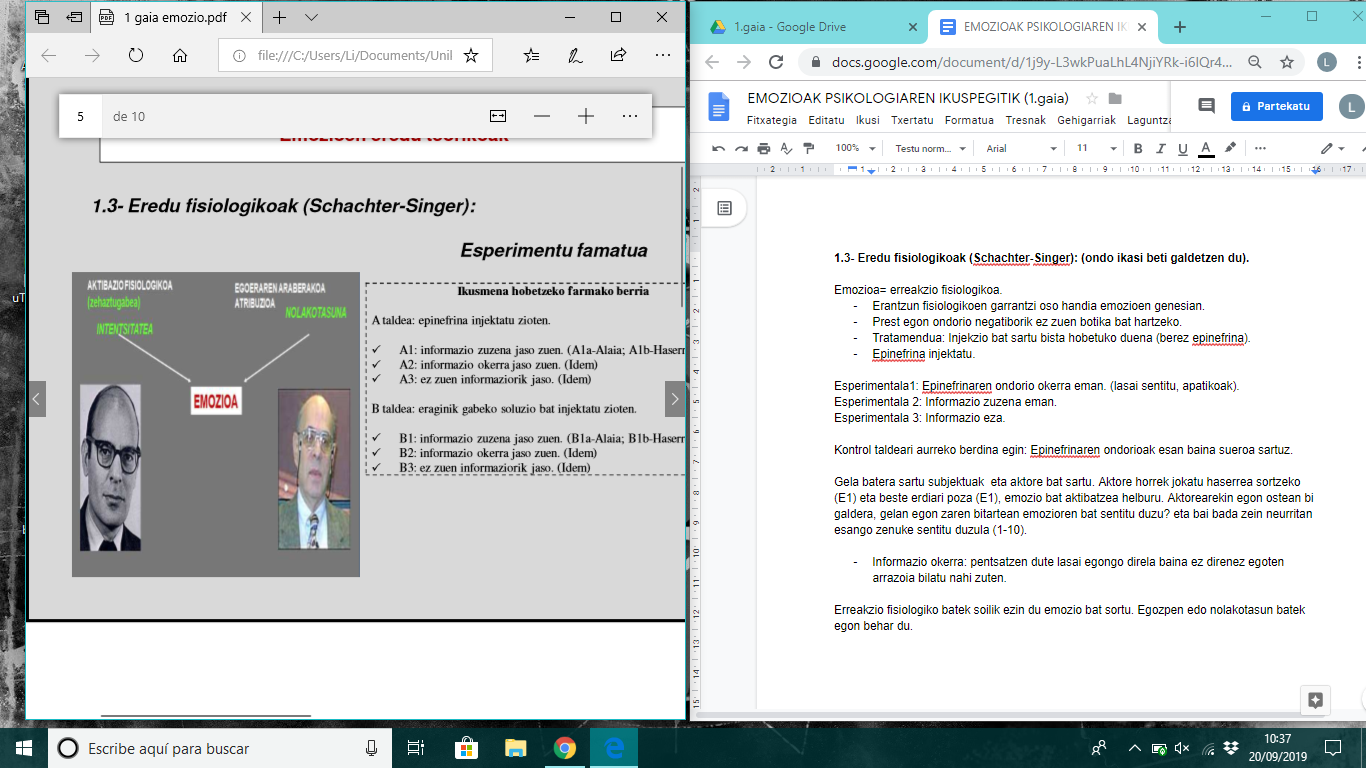 1 gaia emozio.pdf
file:///C:/Users/Li/Documents/Unil
5 de 10
Emozioen eredu teorikoak
1.3- Eredu fisiologikoak (Schachter-Singer):
Esperimentu famatua
AKTIBAZIO FISIOLOGIKOA
(zehaztugabea)
INTENTSITATEA
EGOERAREN ARABERAKOA
ATRIBUZIOA
NOLAKOTASUNA
EMOZIOA
Ikusmena hobetzeko farmako berria
A taldea: epinefrina injektatu zioten.
✓ A1: informazio zuzena jaso zuen. (A1a-Alaia; A1b-Haserr
✓ A2: informazio okerra jaso zuen. (Idem)
✓ A3: ez zuen informaziorik jaso. (Idem)
B taldea: eraginik gabeko soluzio bat injektatu zioten.
✓ B1: informazio zuzena jaso zuen. (B1a-Alaia; B1b-Haserr
✓ B2: informazio okerra jaso zuen. (Idem)
✓ B3: ez zuen informaziorik jaso. (Idem)
1.gaia - Google Drive
EMOZIOAK PSIKOLOGIAREN IK
docs.google.com/document/d/1j9y-L3wkPuaLhL4NjiYRk-i6IQr4...
L
EMOZIOAK PSIKOLOGIAREN IKUSPEGITIK (1.gaia)
Fitxategia Editatu Ikusi Txertatu Formatua Tresnak Gehigarriak Laguntza
Partekatu
L
100% Testu norm... Arial 11 B I U A
1.3- Eredu fisiologikoak (Schachter-Singer): (ondo ikasi beti galdetzen du).
Emozioa= erreakzio fisiologikoa.
- Erantzun fisiologikoen garrantzi oso handia emozioen genesian.
- Prest egon ondorio negatiborik ez zuen botika bat hartzeko.
- Tratamendua: Injekzio bat sartu bista hobetuko duena (berez epinefrina).
- Epinefrina injektatu.
Esperimentala1: Epinefrinaren ondorio okerra eman. (lasai sentitu, apatikoak).
Esperimentala 2: Informazio zuzena eman.
Esperimentala 3: Informazio eza.
Kontrol taldeari aurreko berdina egin: Epinefrinaren ondorioak esan baina sueroa sartuz.
Gela batera sartu subjektuak eta aktore bat sartu. Aktore horrek jokatu haserrea sortzeko
(E1) eta beste erdiari poza (E1), emozio bat aktibatzea helburu. Aktorearekin egon ostean bi
galdera, gelan egon zaren bitartean emozioren bat sentitu duzu? eta bai bada zein neurritan
esango zenuke sentitu duzula (1-10).
- Informazio okerra: pentsatzen dute lasai egongo direla baina ez direnez egoten
arrazoia bilatu nahi zuten.
Erreakzio fisiologiko batek soilik ezin du emozio bat sortu. Egozpen edo nolakotasun batek
egon behar du.
Escribe aquí para buscar
10:37
20/09/2019